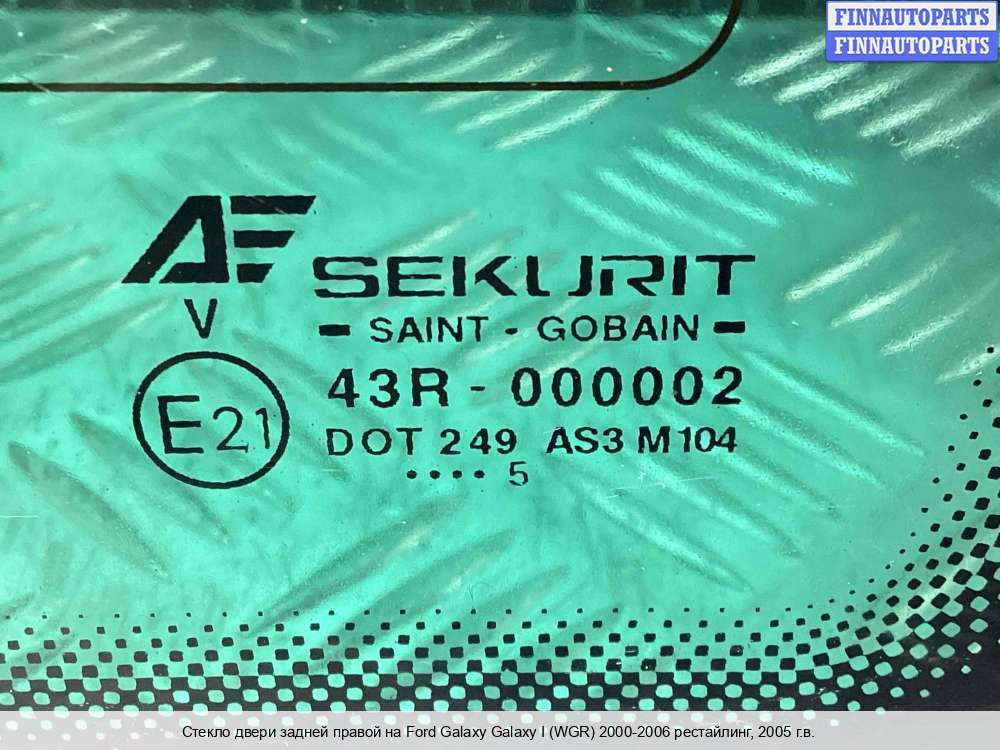 FINNAUTOPARTS
FINNAUTOPARTS
AF
V
SEKURIT
- SAINT - GOBAIN -
E21
43R - 000002
DOT 249 AS3 M104
···· 5
Стекло двери задней правой на Ford Galaxy Galaxy I (WGR) 2000-2006 рестайлинг, 2005 г.в.